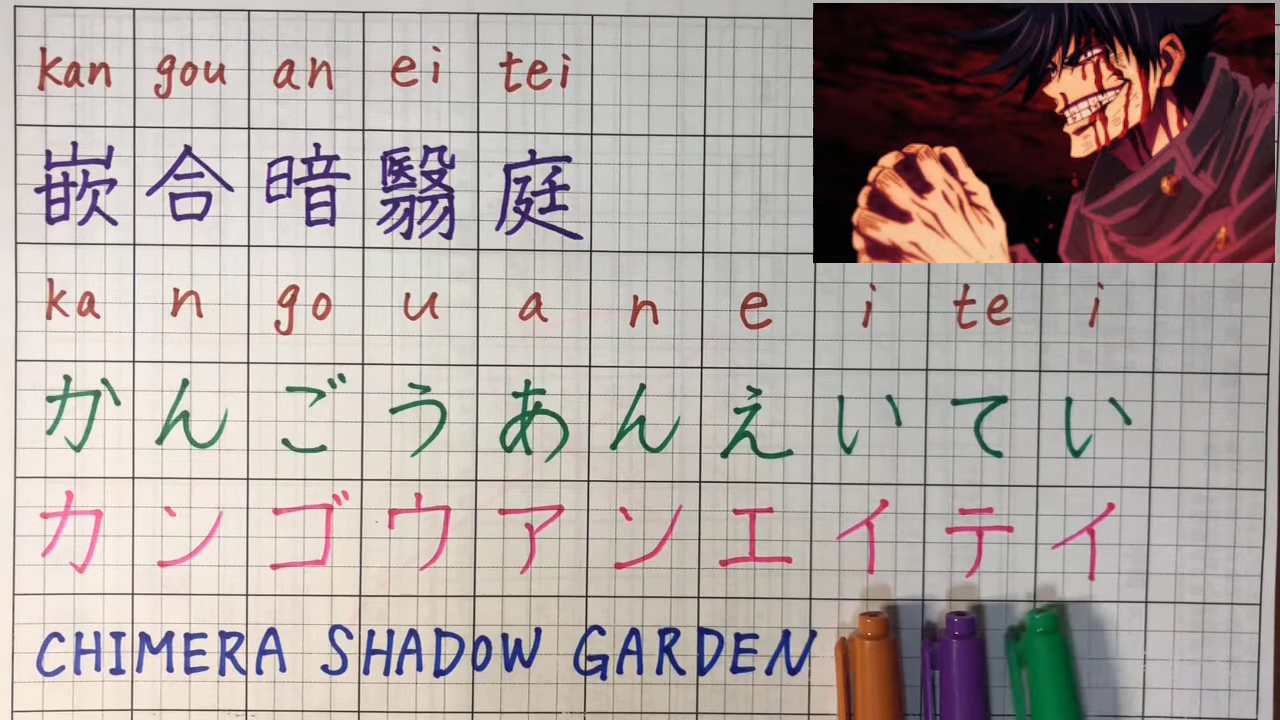 kan gou an ei tei
嵌合暗翳庭
ka n go u a n e i te i
かんごうあんえいてい
カンゴウアンエイテイ
CHIMERA SHADOW GARDEN